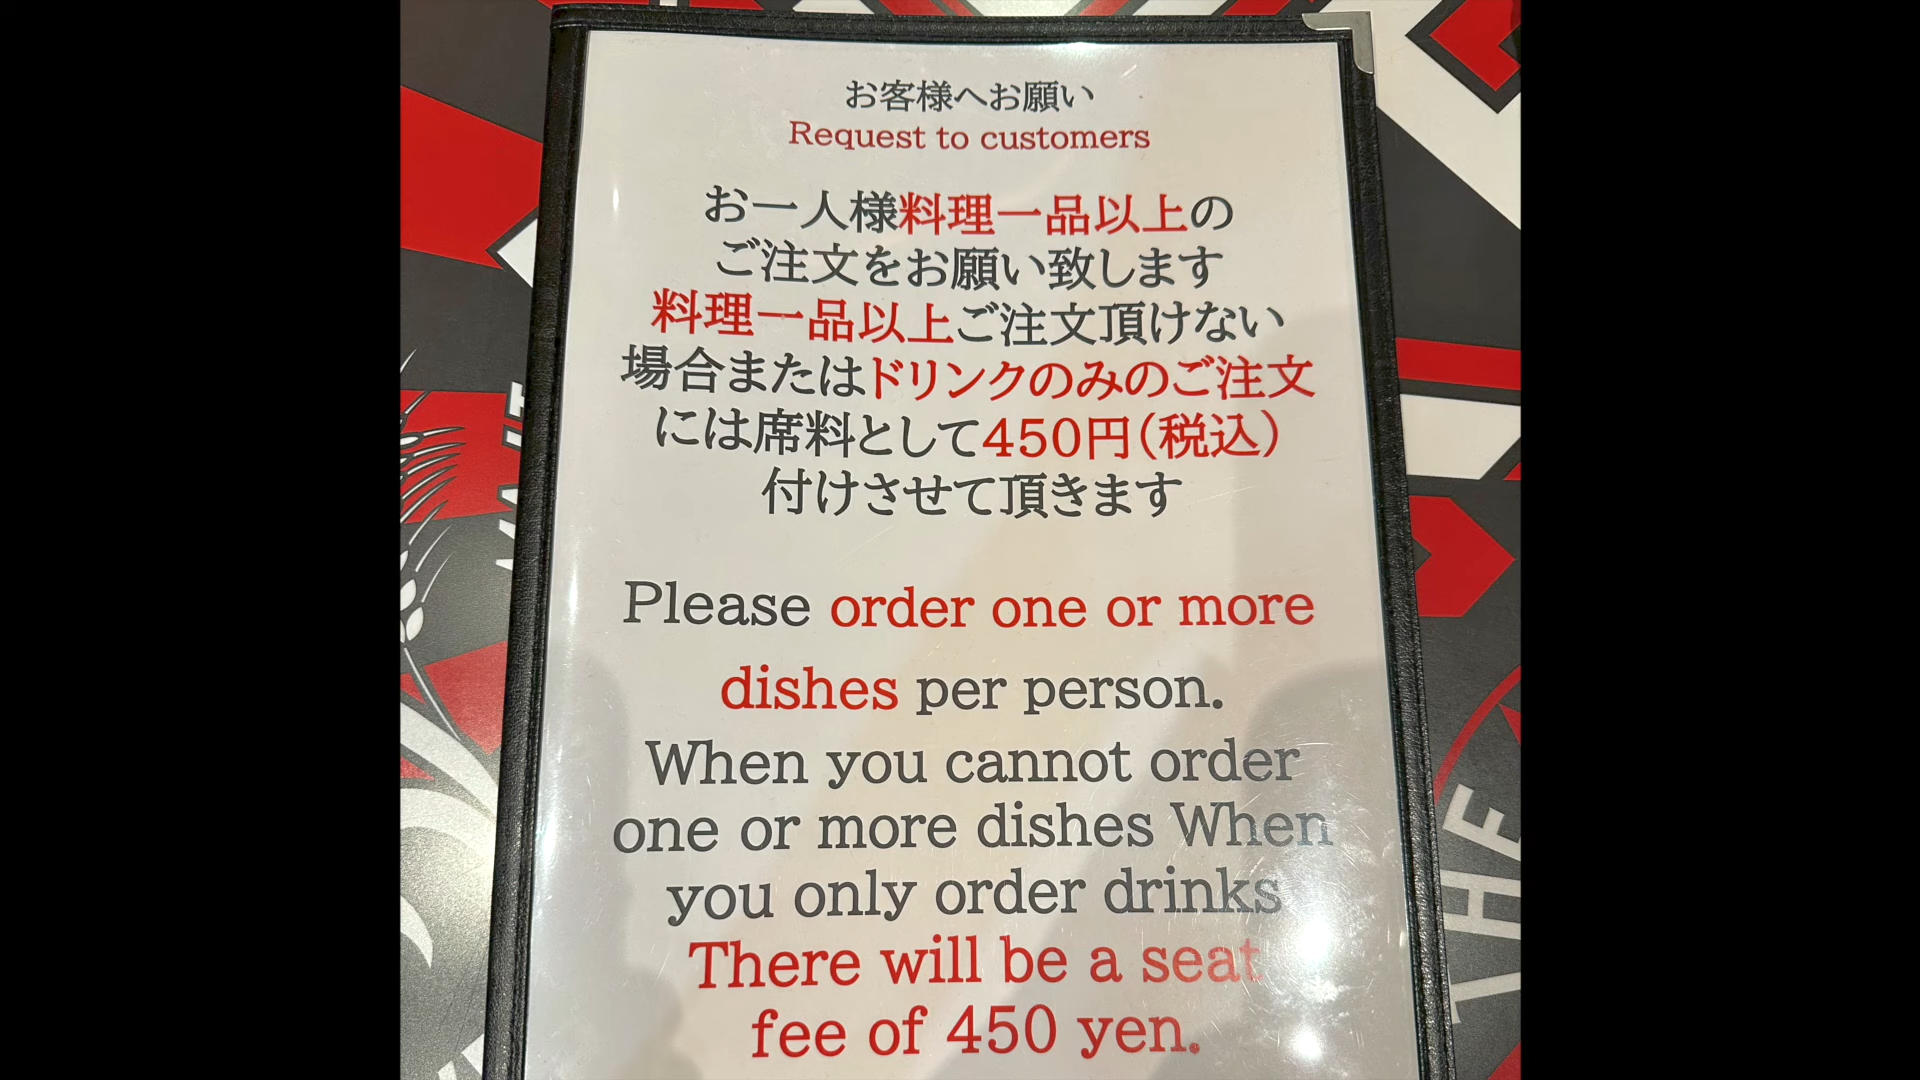 お客様へお願い
Request to customers
お一人様料理一品以上の
ご注文をお願い致します
料理一品以上ご注文頂けない
場合またはドリンクのみのご注文
には席料として450円(税込)
付けさせて頂きます
Please order one or more
dishes per person.
When you cannot order
one or more dishes When
you only order drinks
There will be a seat
fee of 450 yen.
THE